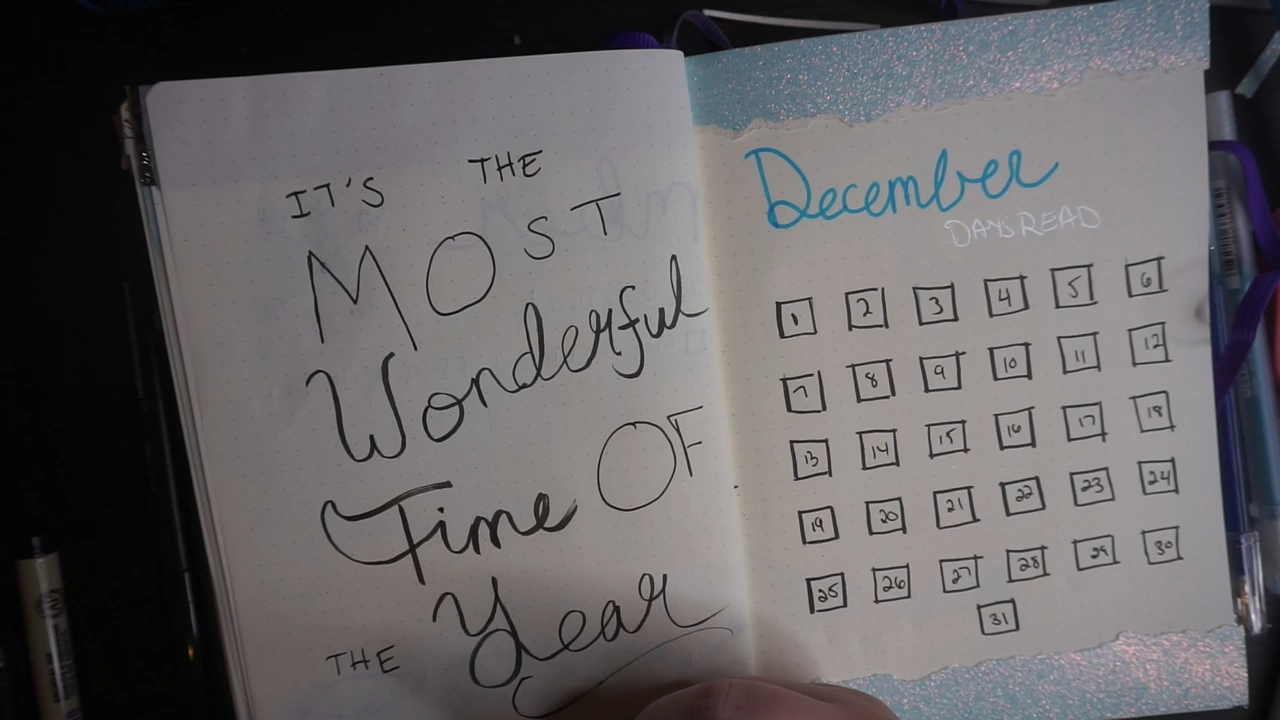 IT'S THE
MOST
Wonderful
Time OF
THE Year
December
DAYS READ
1 2 3 4 5 6
7 8 9 10 11 12
13 14 15 16 17 18
19 20 21 22 23 24
25 26 27 28 29 30
31